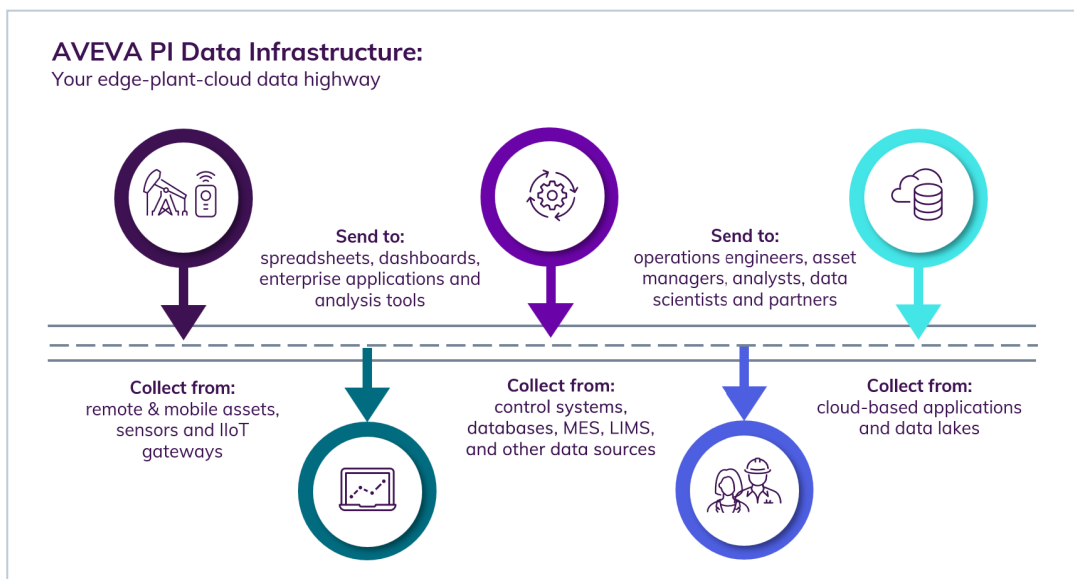 AVEVA PI Data Infrastructure:
Your edge-plant-cloud data highway
Send to:
spreadsheets, dashboards,
enterprise applications and
analysis tools
Send to:
operations engineers, asset
managers, analysts, data
scientists and partners
Collect from:
remote & mobile assets,
sensors and IIoT
gateways
Collect from:
control systems,
databases, MES, LIMS,
and other data sources
Collect from:
cloud-based applications
and data lakes